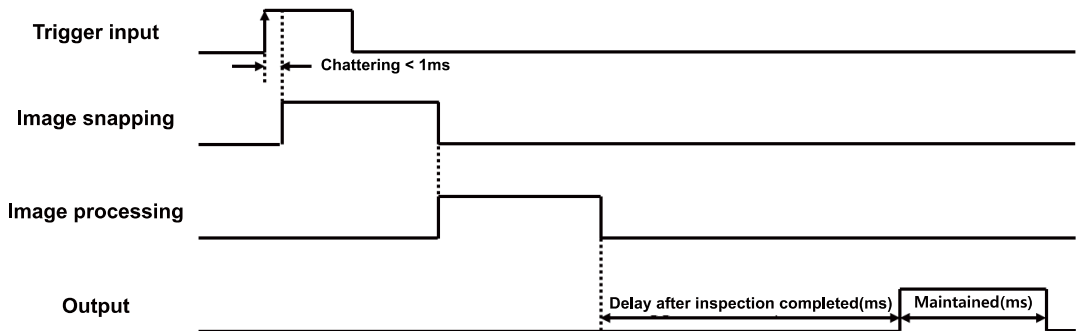 Trigger input
Chattering < 1ms
Image snapping
Image processing
Output
Delay after inspection completed(ms)
Maintained(ms)